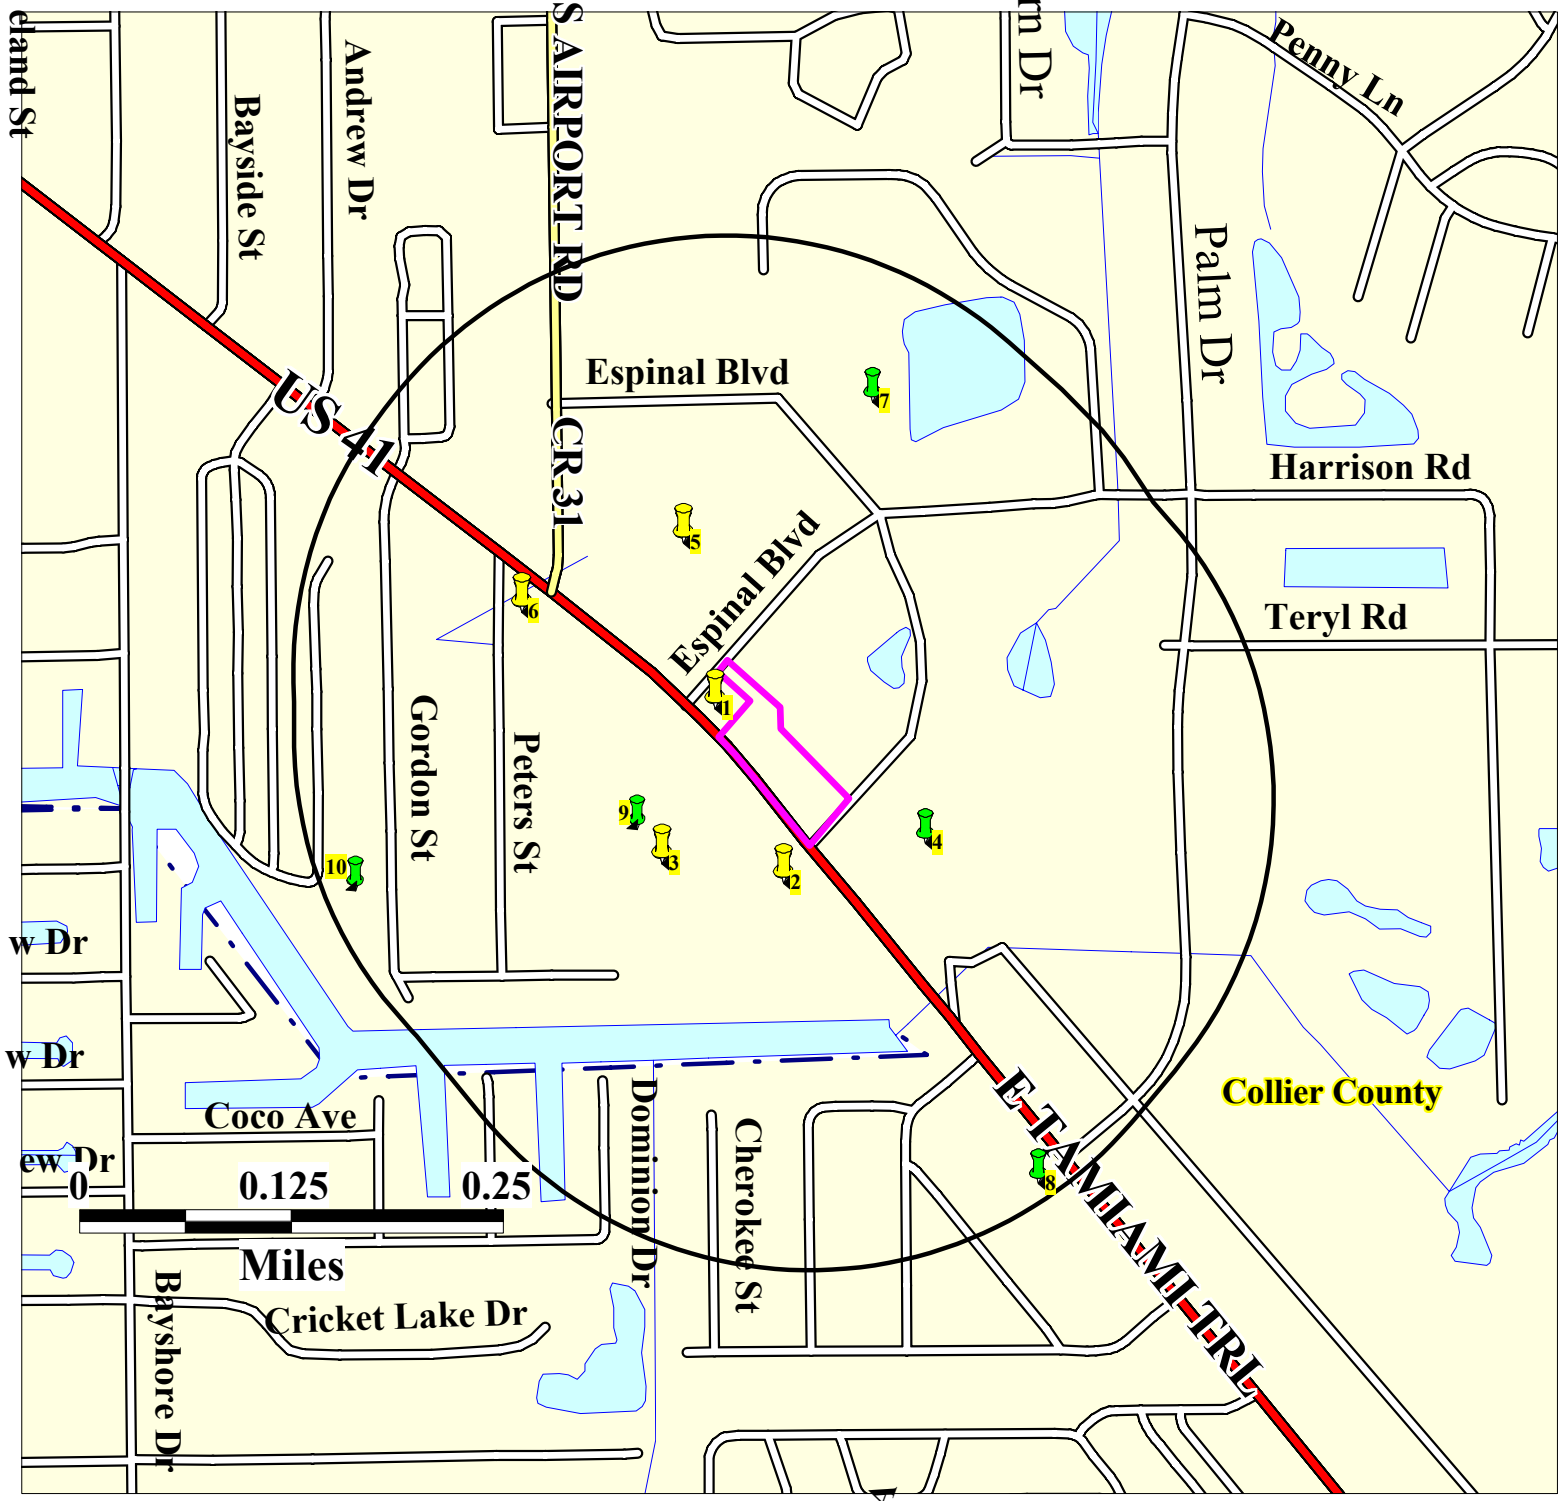 eland St
Bayside St
Andrew Dr
S AIRPORT RD
rn Dr
Penny Ln
Palm Dr
US 41
Espinal Blvd
7
CR 31
Harrison Rd
5
Espinal Blvd
6
Teryl Rd
1
Gordon St
Peters St
9
3
2
4
10
w Dr
w Dr
Collier County
Coco Ave
Dominion Dr
Cherokee St
E TAMIAMI TRL
8
ew Dr
0 0.125 0.25
Miles
Bayshore Dr
Cricket Lake Dr